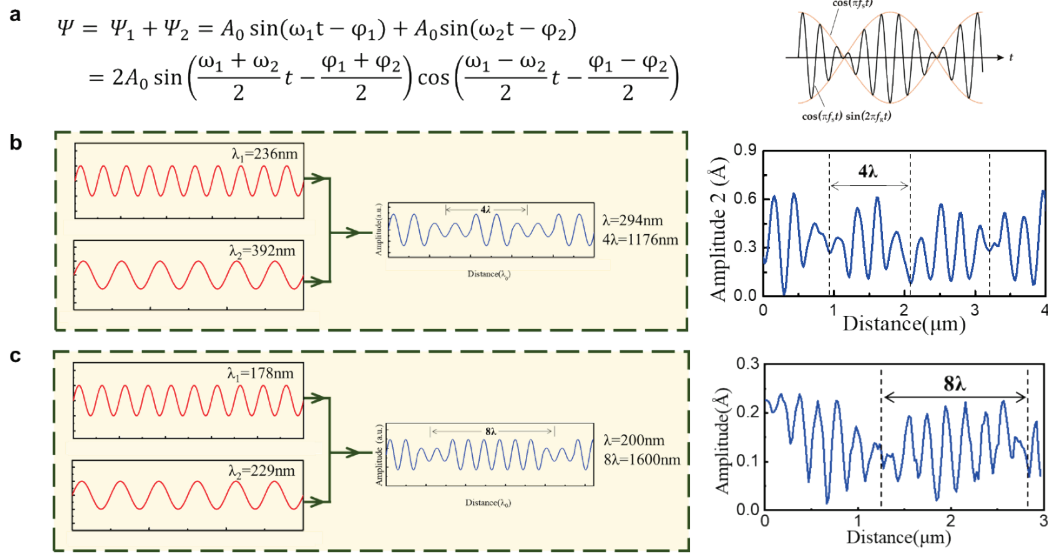 a
Ψ = Ψ₁ + Ψ₂ = A₀ sin(ω₁t − φ₁) + A₀sin(ω₂t − φ₂)
= 2A₀ sin((ω₁ + ω₂)/2 t − (φ₁ + φ₂)/2) cos((ω₁ − ω₂)/2 t − (φ₁ − φ₂)/2)
cos(πfₛt)
t
cos(πfₛt) sin(2πfₐt)
b
λ₁=236nm
λ₂=392nm
Amplitude(a.u.)
4λ
Distance(λ₀)
λ=294nm
4λ=1176nm
Amplitude 2 (Å)
0.9
0.6
0.3
0.0
4λ
0 1 2 3 4
Distance(μm)
c
λ₁=178nm
λ₂=229nm
Amplitude (a.u.)
8λ
Distance(λ₀)
λ=200nm
8λ=1600nm
Amplitude(Å)
0.3
0.2
0.1
0.0
8λ
0 1 2 3
Distance(μm)